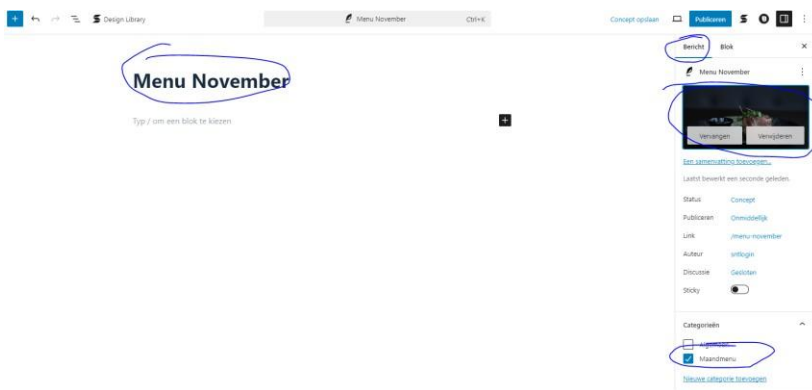 Design Library
Menu November
Ctrl+K
Concept opslaan
Publiceren
Menu November
Typ / om een blok te kiezen
Bericht
Blok
Menu November
Vervangen
Verwijderen
Een samenvatting toevoegen...
Laatst bewerkt een seconde geleden.
Status
Concept
Publiceren
Onmiddellijk
Link
/menu-november
Auteur
Discussie
Gesloten
Sticky
Categorieën
Algemeen
Maandmenu
Nieuwe categorie toevoegen